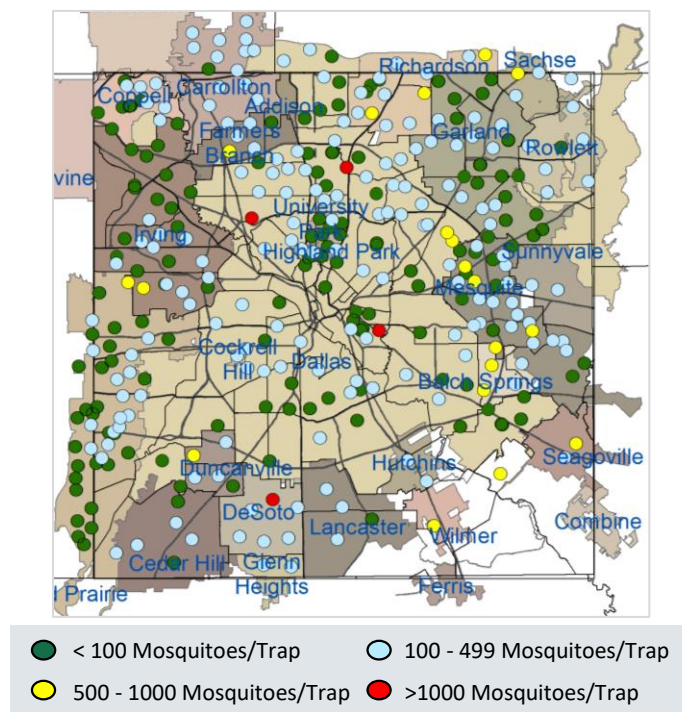 Richardson
Sachse
Coppell
Carrollton
Addison
Farmers
Branch
Garland
Rowlett
vine
University
Park
Irving
Highland Park
Sunnyvale
Mesquite
Cockrell
Hill
Dallas
Balch Springs
Duncanville
Hutchins
Seagoville
DeSoto
Lancaster
Wilmer
Combine
Cedar Hill
Glenn
Heights
Ferris
d Prairie
< 100 Mosquitoes/Trap
100 - 499 Mosquitoes/Trap
500 - 1000 Mosquitoes/Trap
>1000 Mosquitoes/Trap